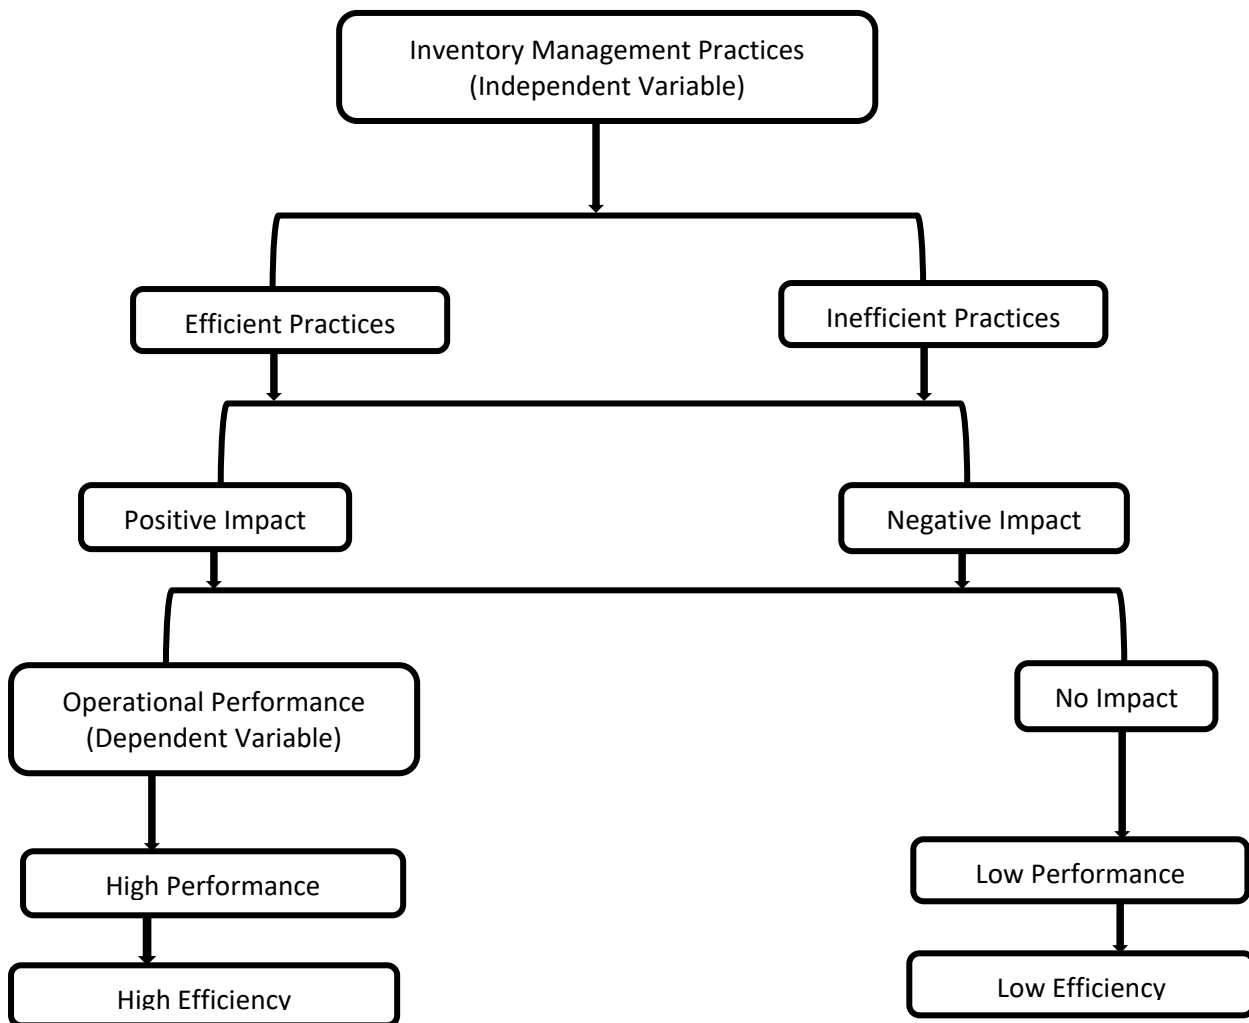 Inventory Management Practices
(Independent Variable)
Efficient Practices
Inefficient Practices
Positive Impact
Negative Impact
Operational Performance
(Dependent Variable)
No Impact
High Performance
Low Performance
High Efficiency
Low Efficiency